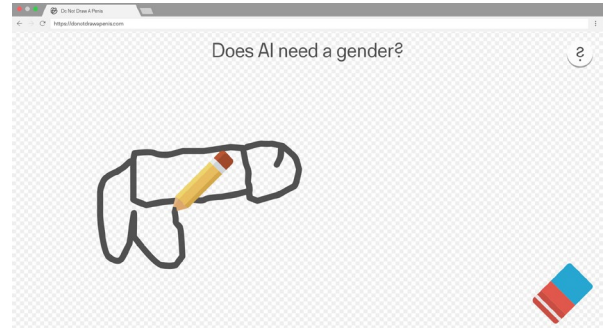 Do Not Draw A Penis
https://donotdrawapenis.com
Does AI need a gender?
?